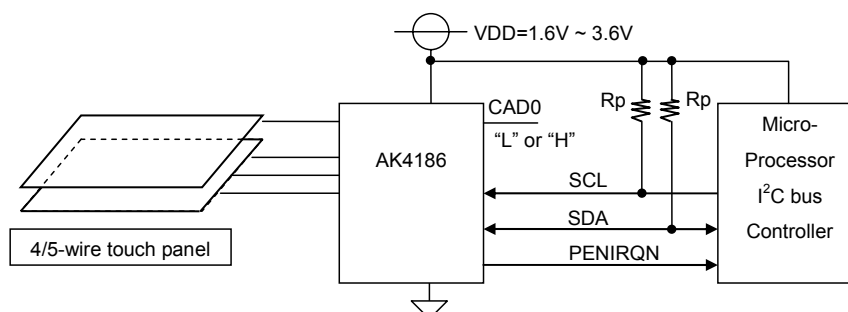 VDD=1.6V ~ 3.6V
Rp
Rp
CAD0
"L" or "H"
AK4186
Micro-
Processor
I²C bus
Controller
SCL
SDA
PENIRQN
4/5-wire touch panel